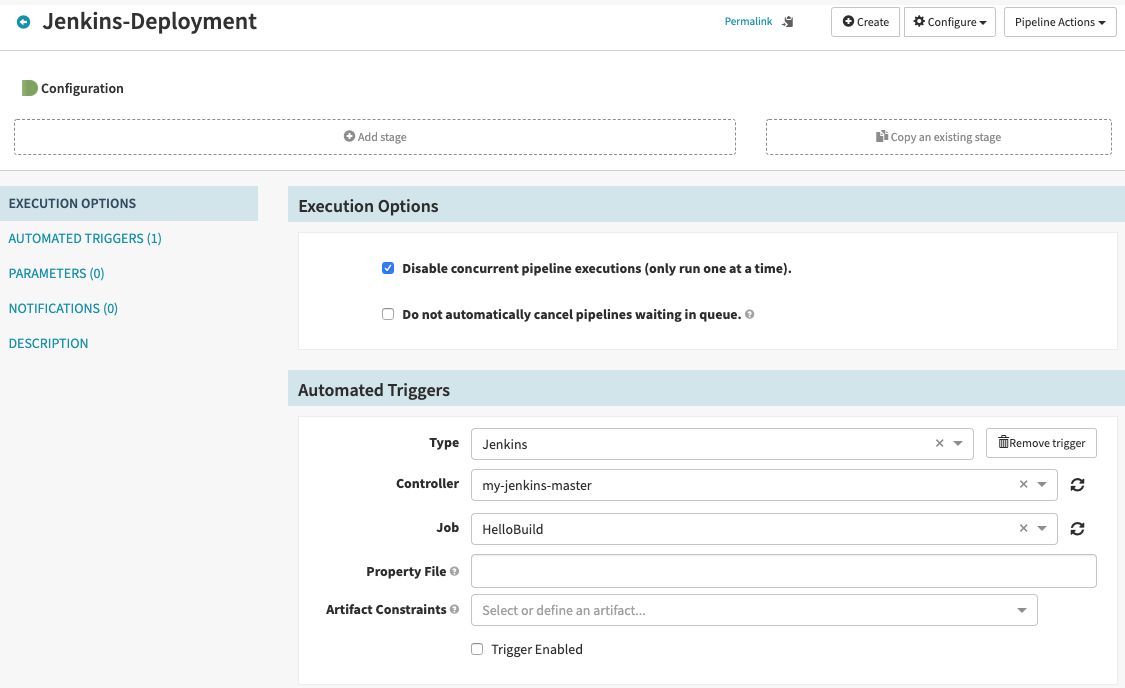 Jenkins-Deployment
Permalink
Create
Configure
Pipeline Actions
Configuration
Add stage
Copy an existing stage
EXECUTION OPTIONS
AUTOMATED TRIGGERS (1)
PARAMETERS (0)
NOTIFICATIONS (0)
DESCRIPTION
Execution Options
Disable concurrent pipeline executions (only run one at a time).
Do not automatically cancel pipelines waiting in queue.
Automated Triggers
Type
Jenkins
Remove trigger
Controller
my-jenkins-master
Job
HelloBuild
Property File
Artifact Constraints
Select or define an artifact...
Trigger Enabled